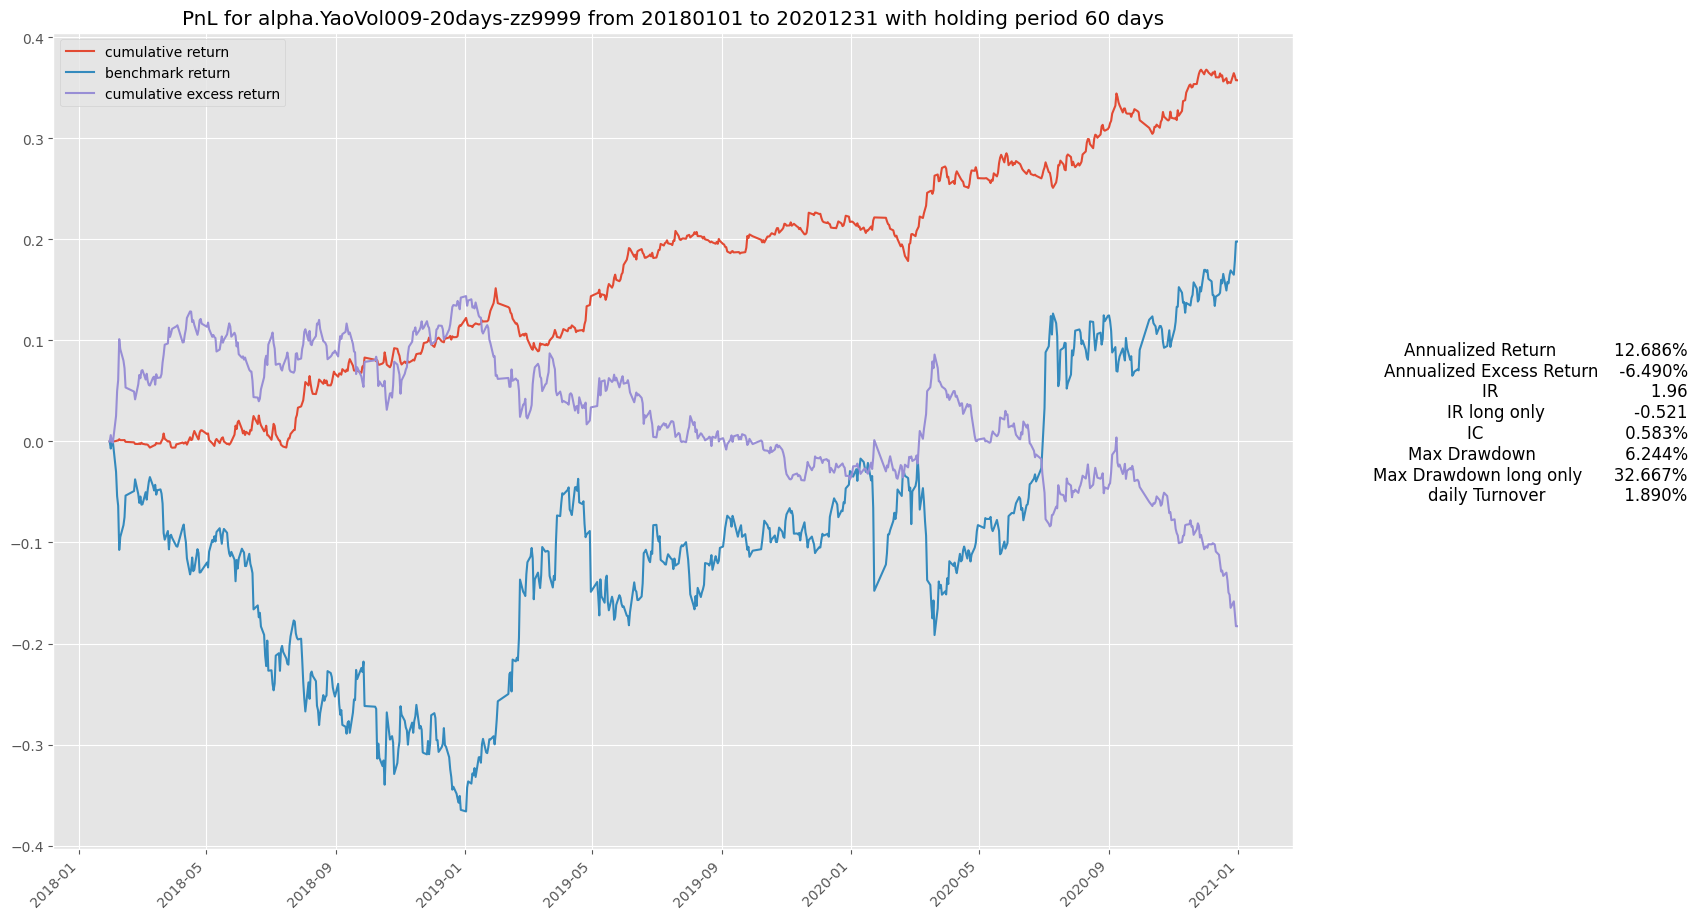 PnL for alpha.YaoVol009-20days-zz9999 from 20180101 to 20201231 with holding period 60 days
cumulative return
benchmark return
cumulative excess return
0.4
0.3
0.2
0.1
0.0
−0.1
−0.2
−0.3
−0.4
2018-01
2018-05
2018-09
2019-01
2019-05
2019-09
2020-01
2020-05
2020-09
2021-01
Annualized Return 12.686%
Annualized Excess Return -6.490%
IR 1.96
IR long only -0.521
IC 0.583%
Max Drawdown 6.244%
Max Drawdown long only 32.667%
daily Turnover 1.890%